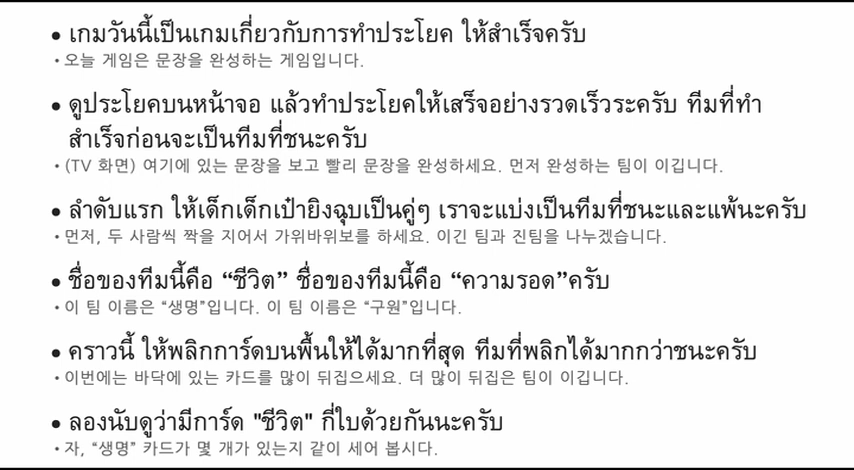 • เกมวันนี้เป็นเกมเกี่ยวกับการทำประโยค ให้สำเร็จครับ
• 오늘 게임은 문장을 완성하는 게임입니다.
• ดูประโยคบนหน้าจอ แล้วทำประโยคให้เสร็จอย่างรวดเร็วระครับ ทีมที่ทำ
สำเร็จก่อนจะเป็นทีมที่ชนะครับ
• (TV 화면) 여기에 있는 문장을 보고 빨리 문장을 완성하세요. 먼저 완성하는 팀이 이깁니다.
• ลำดับแรก ให้เด็กเด็กเป๋ายิงฉุบเป็นคู่ๆ เราจะแบ่งเป็นทีมที่ชนะและแพ้นะครับ
• 먼저, 두 사람씩 짝을 지어서 가위바위보를 하세요. 이긴 팀과 진팀을 나누겠습니다.
• ชื่อของทีมนี้คือ “ชีวิต” ชื่อของทีมนี้คือ “ความรอด”ครับ
• 이 팀 이름은 “생명”입니다. 이 팀 이름은 “구원”입니다.
• คราวนี้ ให้พลิกการ์ดบนพื้นให้ได้มากที่สุด ทีมที่พลิกได้มากกว่าชนะครับ
• 이번에는 바닥에 있는 카드를 많이 뒤집으세요. 더 많이 뒤집은 팀이 이깁니다.
• ลองนับดูว่ามีการ์ด "ชีวิต" กี่ใบด้วยกันนะครับ
• 자, “생명” 카드가 몇 개가 있는지 같이 세어 봅시다.